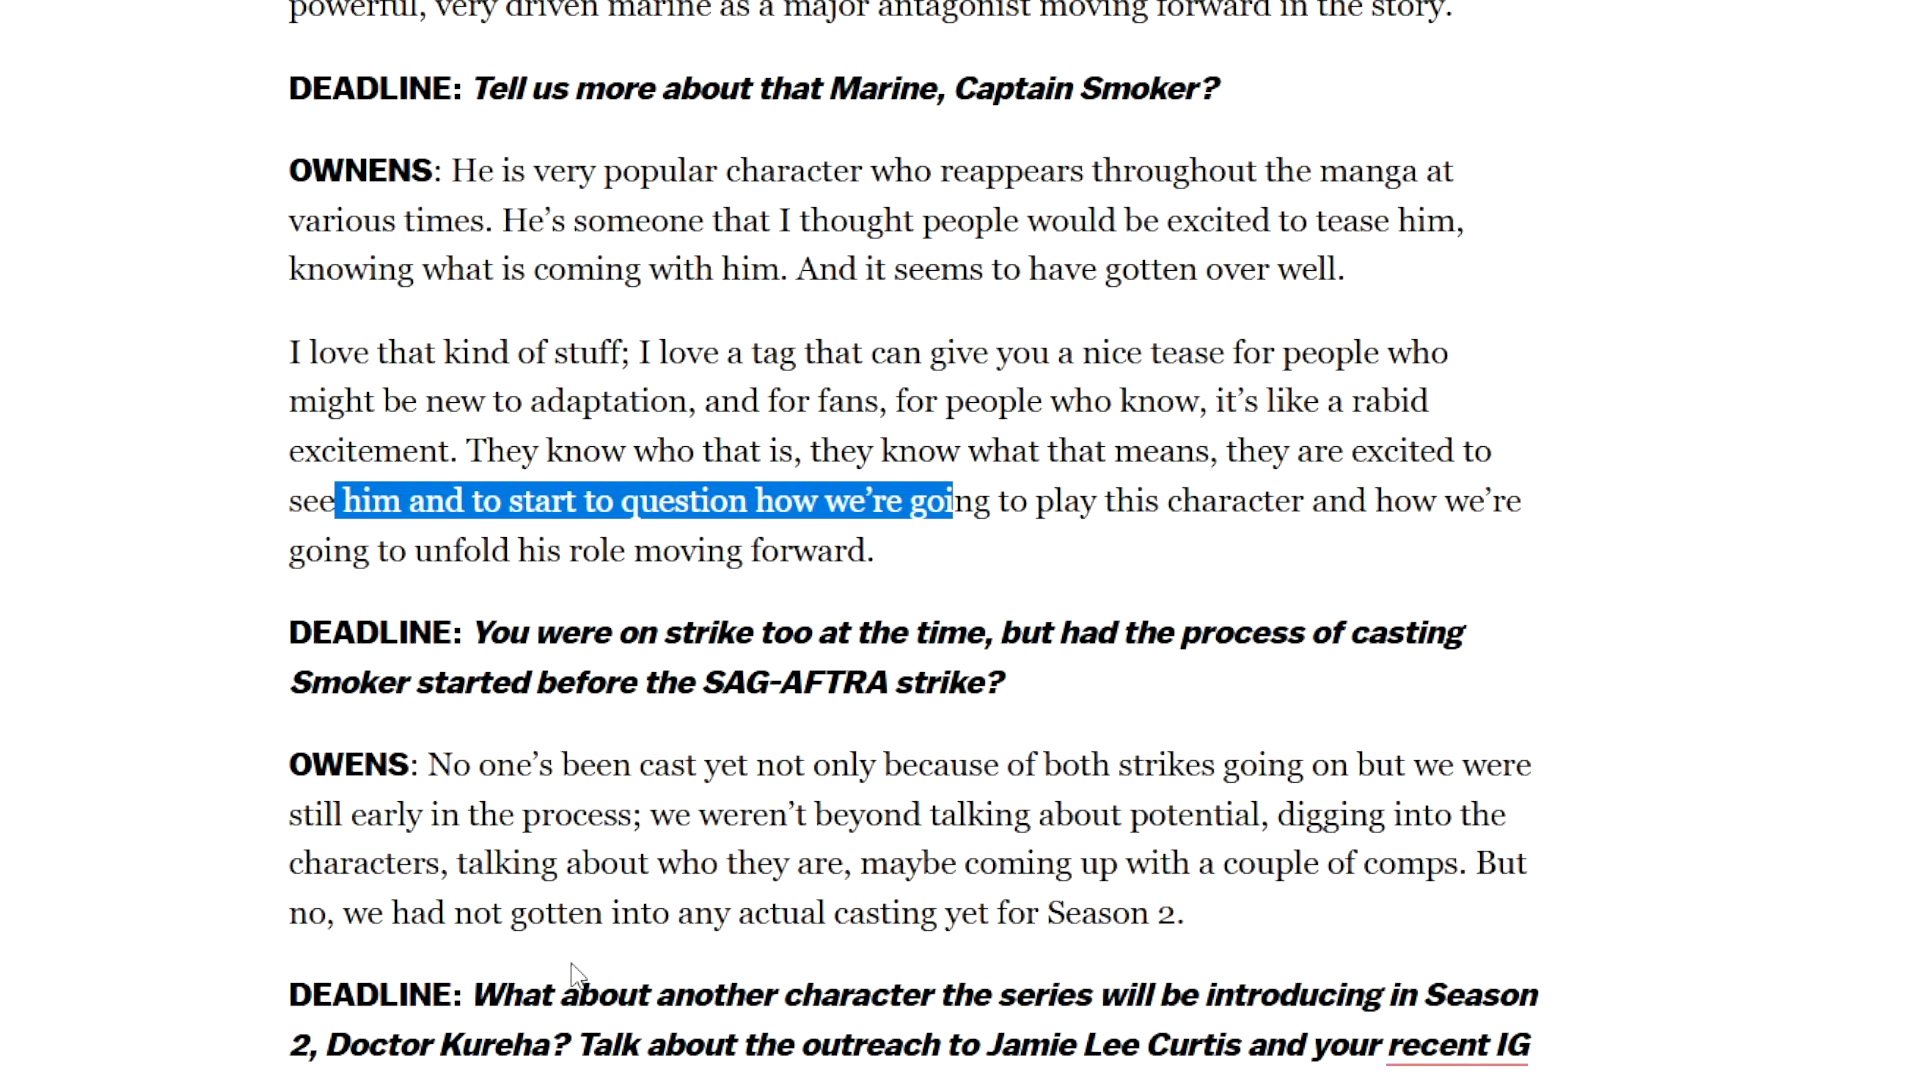 powerful, very driven marine as a major antagonist moving forward in the story.
DEADLINE: Tell us more about that Marine, Captain Smoker?
OWNENS: He is very popular character who reappears throughout the manga at
various times. He’s someone that I thought people would be excited to tease him,
knowing what is coming with him. And it seems to have gotten over well.
I love that kind of stuff; I love a tag that can give you a nice tease for people who
might be new to adaptation, and for fans, for people who know, it’s like a rabid
excitement. They know who that is, they know what that means, they are excited to
see him and to start to question how we’re going to play this character and how we’re
going to unfold his role moving forward.
DEADLINE: You were on strike too at the time, but had the process of casting
Smoker started before the SAG-AFTRA strike?
OWENS: No one’s been cast yet not only because of both strikes going on but we were
still early in the process; we weren’t beyond talking about potential, digging into the
characters, talking about who they are, maybe coming up with a couple of comps. But
no, we had not gotten into any actual casting yet for Season 2.
DEADLINE: What about another character the series will be introducing in Season
2, Doctor Kureha? Talk about the outreach to Jamie Lee Curtis and your recent IG